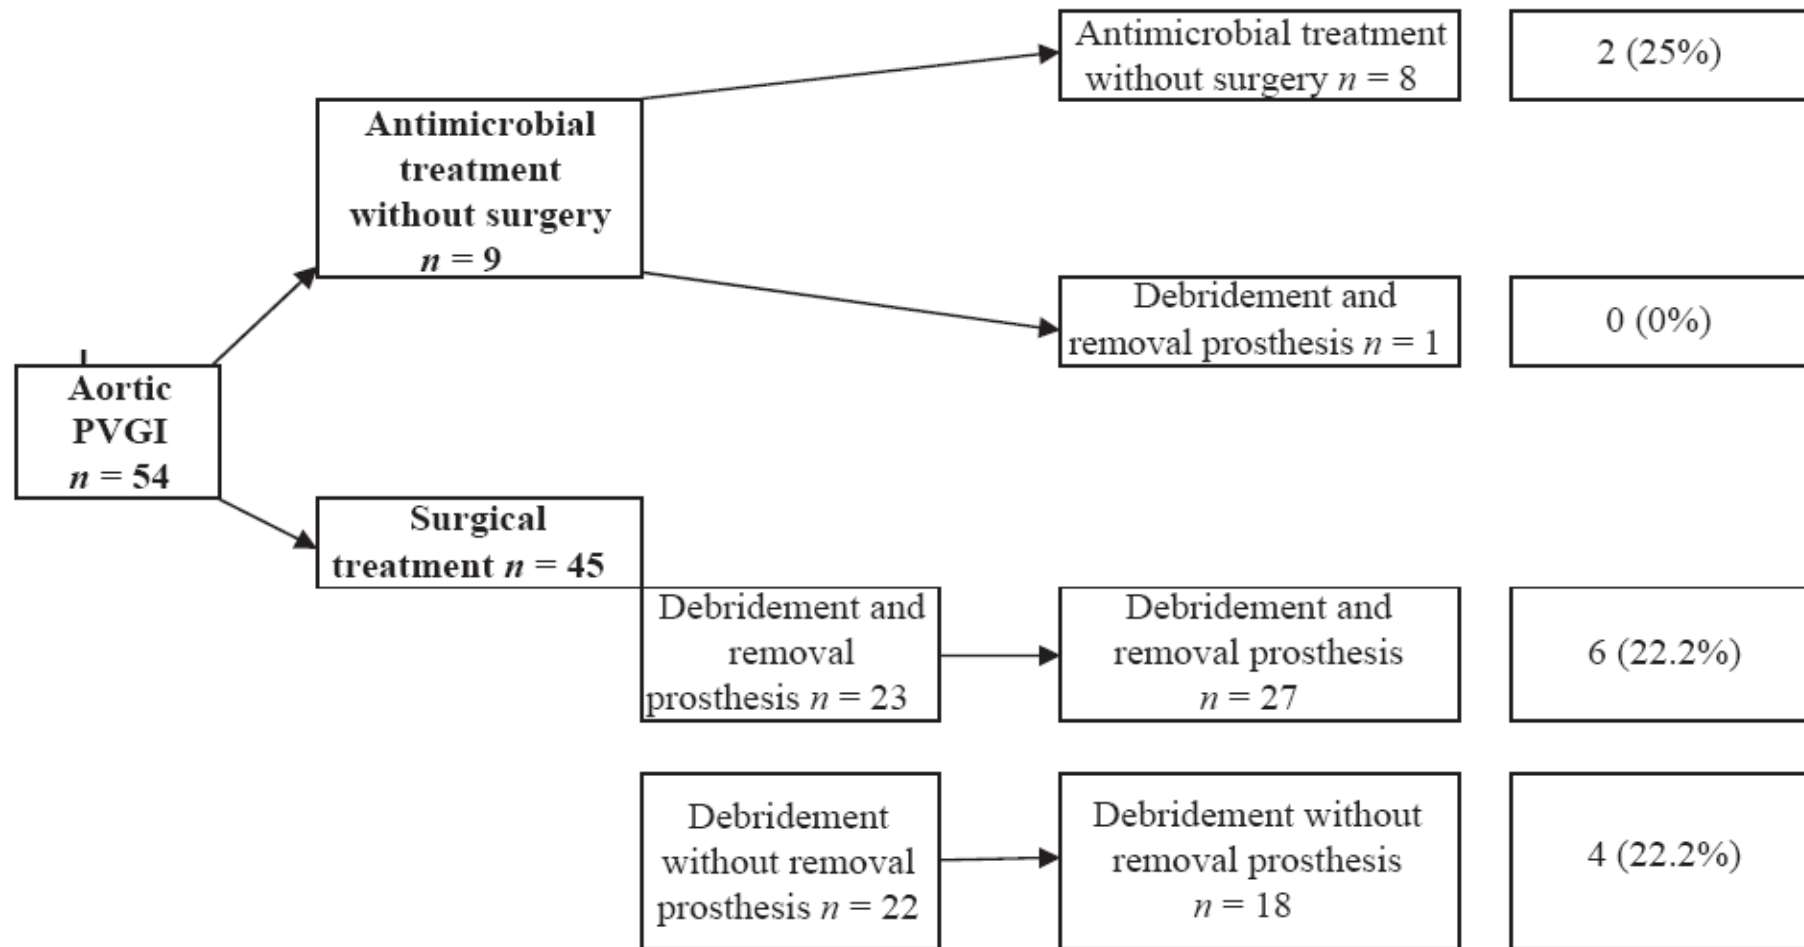 Antimicrobial treatment
without surgery n = 8
2 (25%)
Antimicrobial
treatment
without surgery
n = 9
Debridement and
removal prosthesis n = 1
0 (0%)
Aortic
PVGI
n = 54
Surgical
treatment n = 45
Debridement and
removal
prosthesis n = 23
Debridement and
removal prosthesis
n = 27
6 (22.2%)
Debridement
without removal
prosthesis n = 22
Debridement without
removal prosthesis
n = 18
4 (22.2%)